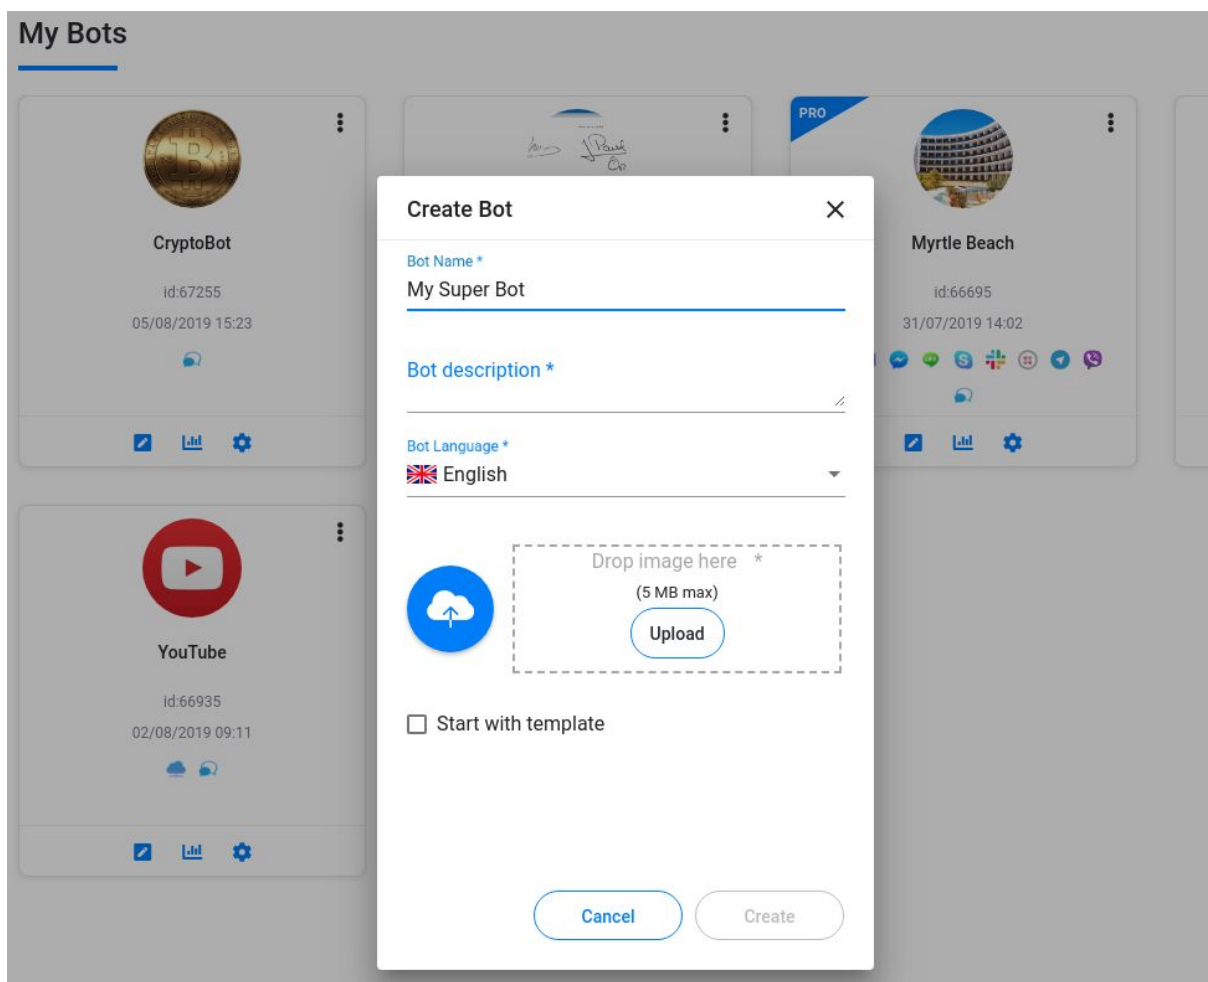 My Bots
PRO
CryptoBot
id:67255
05/08/2019 15:23
Myrtle Beach
id:66695
31/07/2019 14:02
YouTube
id:66935
02/08/2019 09:11
Create Bot
Bot Name *
My Super Bot
Bot description *
Bot Language *
English
Drop image here *
(5 MB max)
Upload
Start with template
Cancel
Create